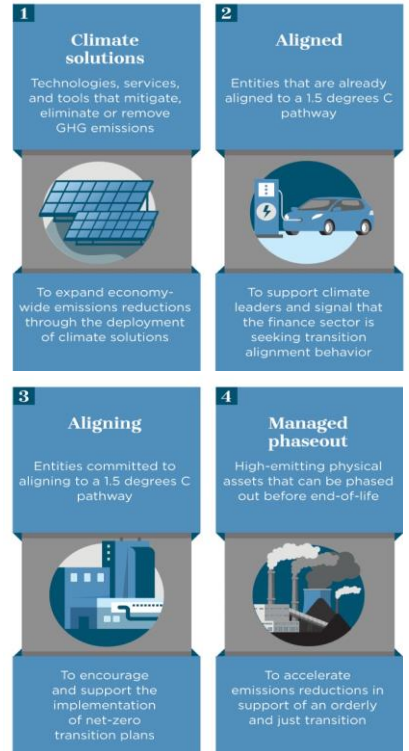 1
Climate
solutions
Technologies, services,
and tools that mitigate,
eliminate or remove
GHG emissions
To expand economy-
wide emissions reductions
through the deployment
of climate solutions
2
Aligned
Entities that are already
aligned to a 1.5 degrees C
pathway
To support climate
leaders and signal that
the finance sector is
seeking transition
alignment behavior
3
Aligning
Entities committed to
aligning to a 1.5 degrees C
pathway
To encourage
and support the
implementation
of net-zero
transition plans
4
Managed
phaseout
High-emitting physical
assets that can be phased
out before end-of-life
To accelerate
emissions reductions in
support of an orderly
and just transition